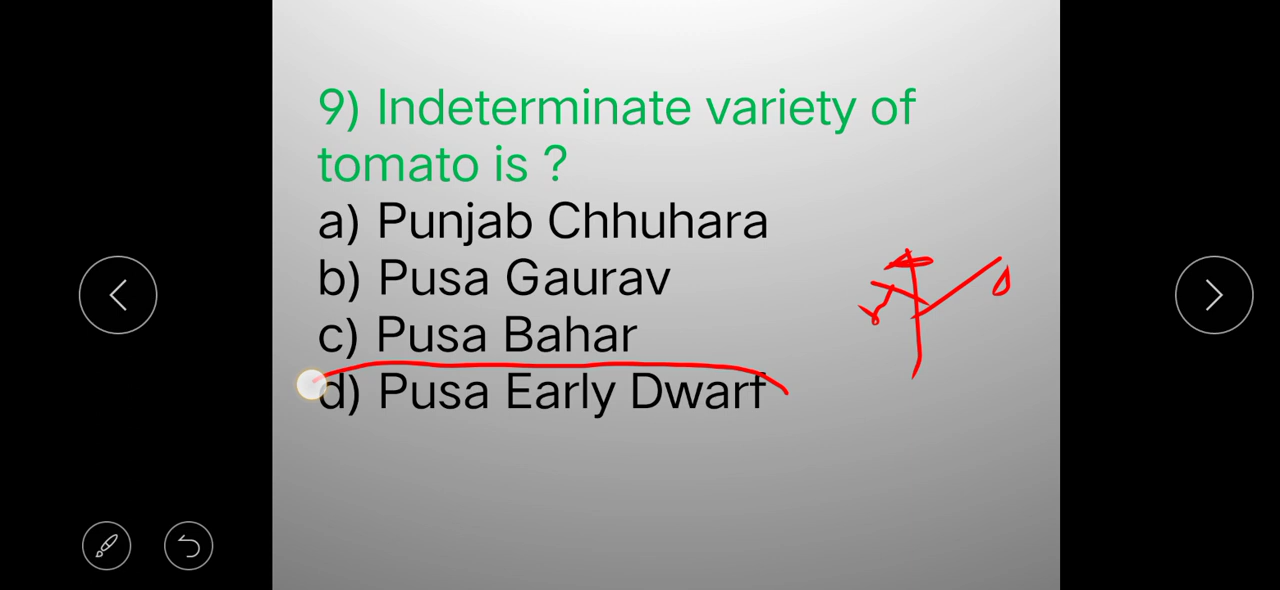 9) Indeterminate variety of
tomato is ?
a) Punjab Chhuhara
b) Pusa Gaurav
c) Pusa Bahar
d) Pusa Early Dwarf